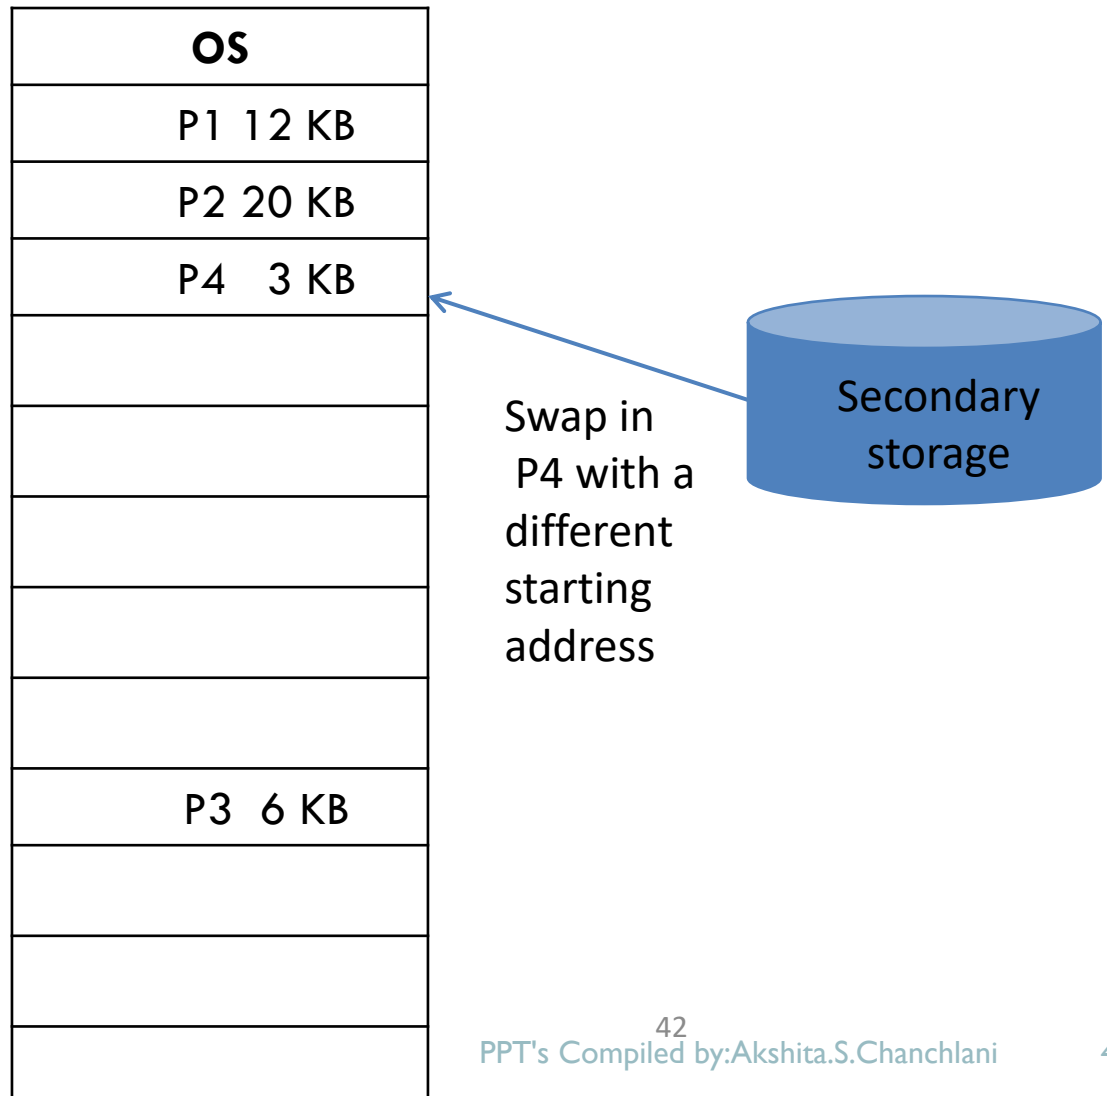 OS
P1 12 KB
P2 20 KB
P4 3 KB
P3 6 KB
Swap in
P4 with a
different
starting
address
Secondary
storage
42
PPT's Compiled by:Akshita.S.Chanchlani